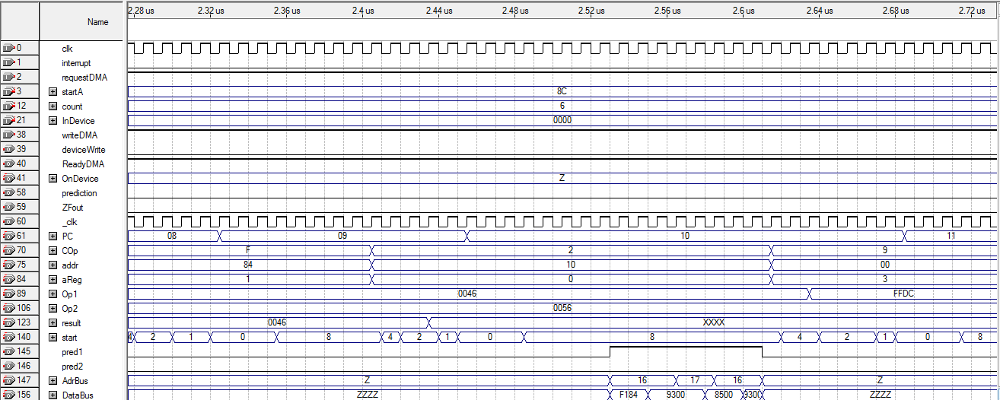 2.28 us 2.32 us 2.36 us 2.4 us 2.44 us 2.48 us 2.52 us 2.56 us 2.6 us 2.64 us 2.68 us 2.72 us
Name
0 clk
1 interrupt
2 requestDMA
3 startA 8C
12 count 6
21 InDevice 0000
38 writeDMA
39 deviceWrite
40 ReadyDMA
41 OnDevice Z
58 prediction
59 ZFout
60 _clk
61 PC 08 09 10 11
70 COp F 2 9
75 addr 84 10 00
84 aReg 1 0 3
89 Op1 0046 FFDC
106 Op2 0056
123 result 0046 XXXX
140 start 4 2 1 0 8 4 2 1 0 8 4 2 1 0 8
145 pred1
146 pred2
147 AdrBus Z 16 17 16 Z
156 DataBus ZZZZ F184 9300 8500 9300 ZZZZ